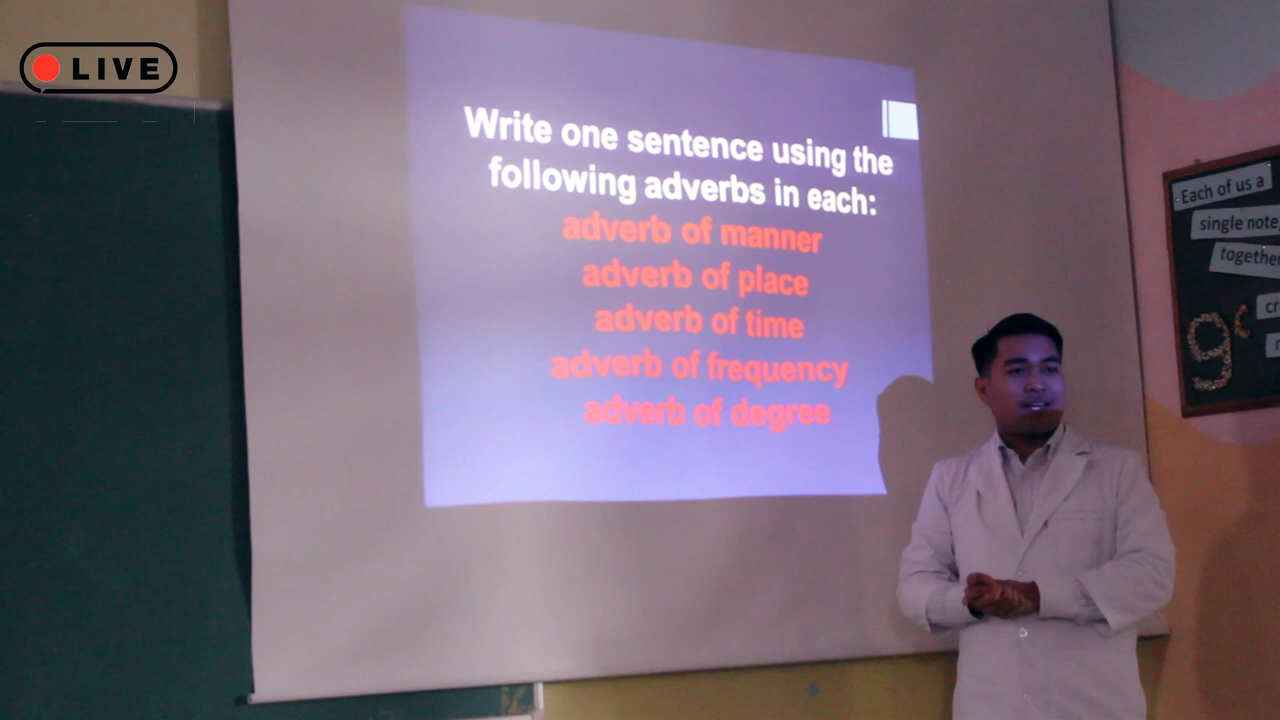 LIVE
Write one sentence using the
following adverbs in each:
adverb of manner
adverb of place
adverb of time
adverb of frequency
adverb of degree
Each of us a
single note,
together
9